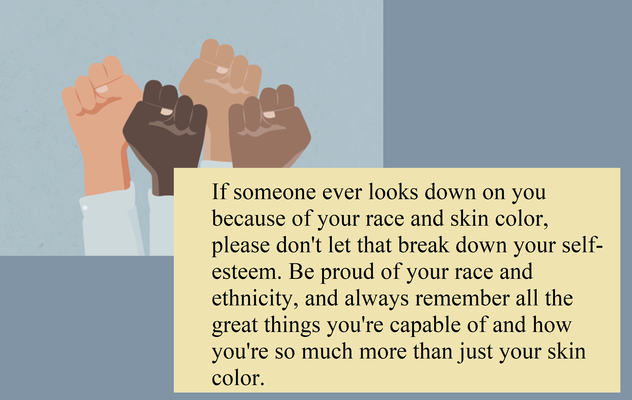 If someone ever looks down on you
because of your race and skin color,
please don't let that break down your self-
esteem. Be proud of your race and
ethnicity, and always remember all the
great things you're capable of and how
you're so much more than just your skin
color.